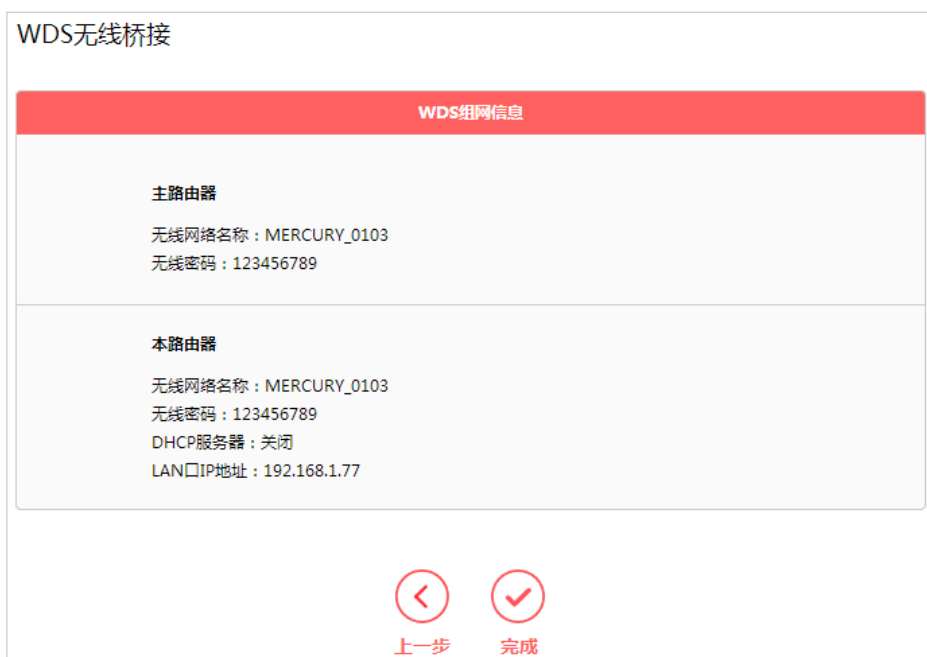 WDS无线桥接
WDS组网信息
主路由器
无线网络名称：MERCURY_0103
无线密码：123456789
本路由器
无线网络名称：MERCURY_0103
无线密码：123456789
DHCP服务器：关闭
LAN口IP地址：192.168.1.77
上一步 完成